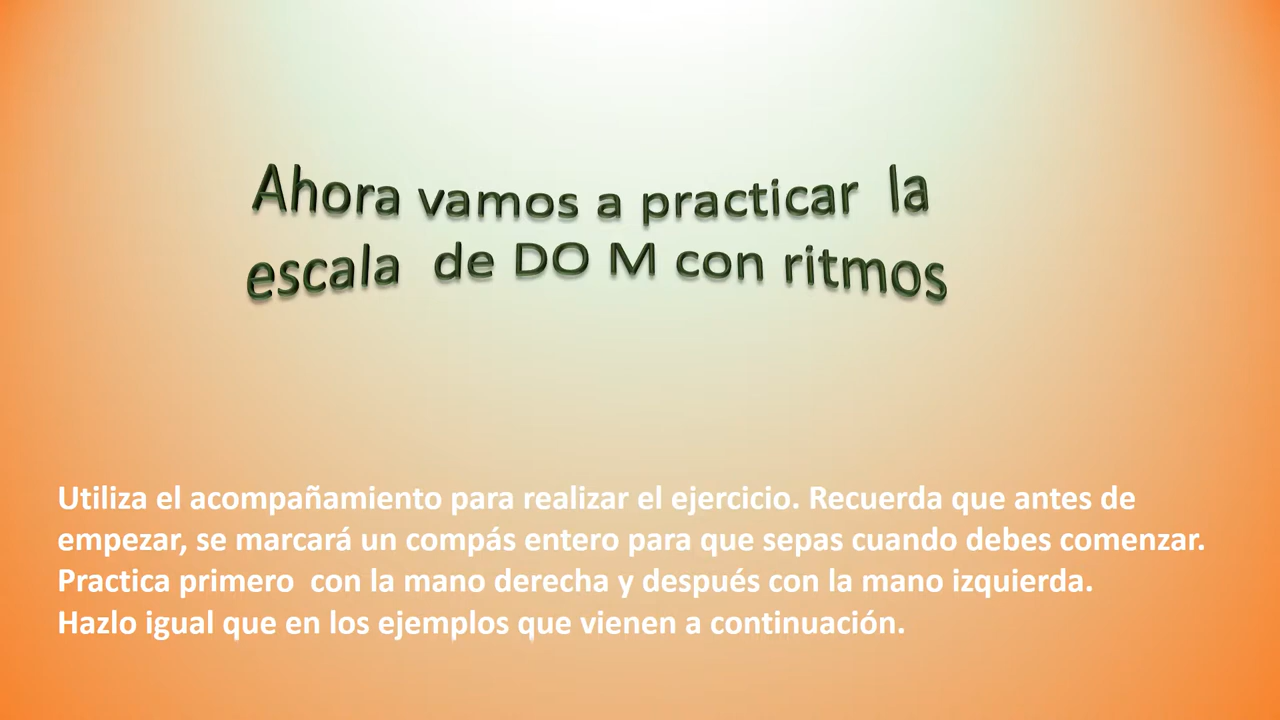 Ahora vamos a practicar la
escala de DO M con ritmos
Utiliza el acompañamiento para realizar el ejercicio. Recuerda que antes de
empezar, se marcará un compás entero para que sepas cuando debes comenzar.
Practica primero con la mano derecha y después con la mano izquierda.
Hazlo igual que en los ejemplos que vienen a continuación.